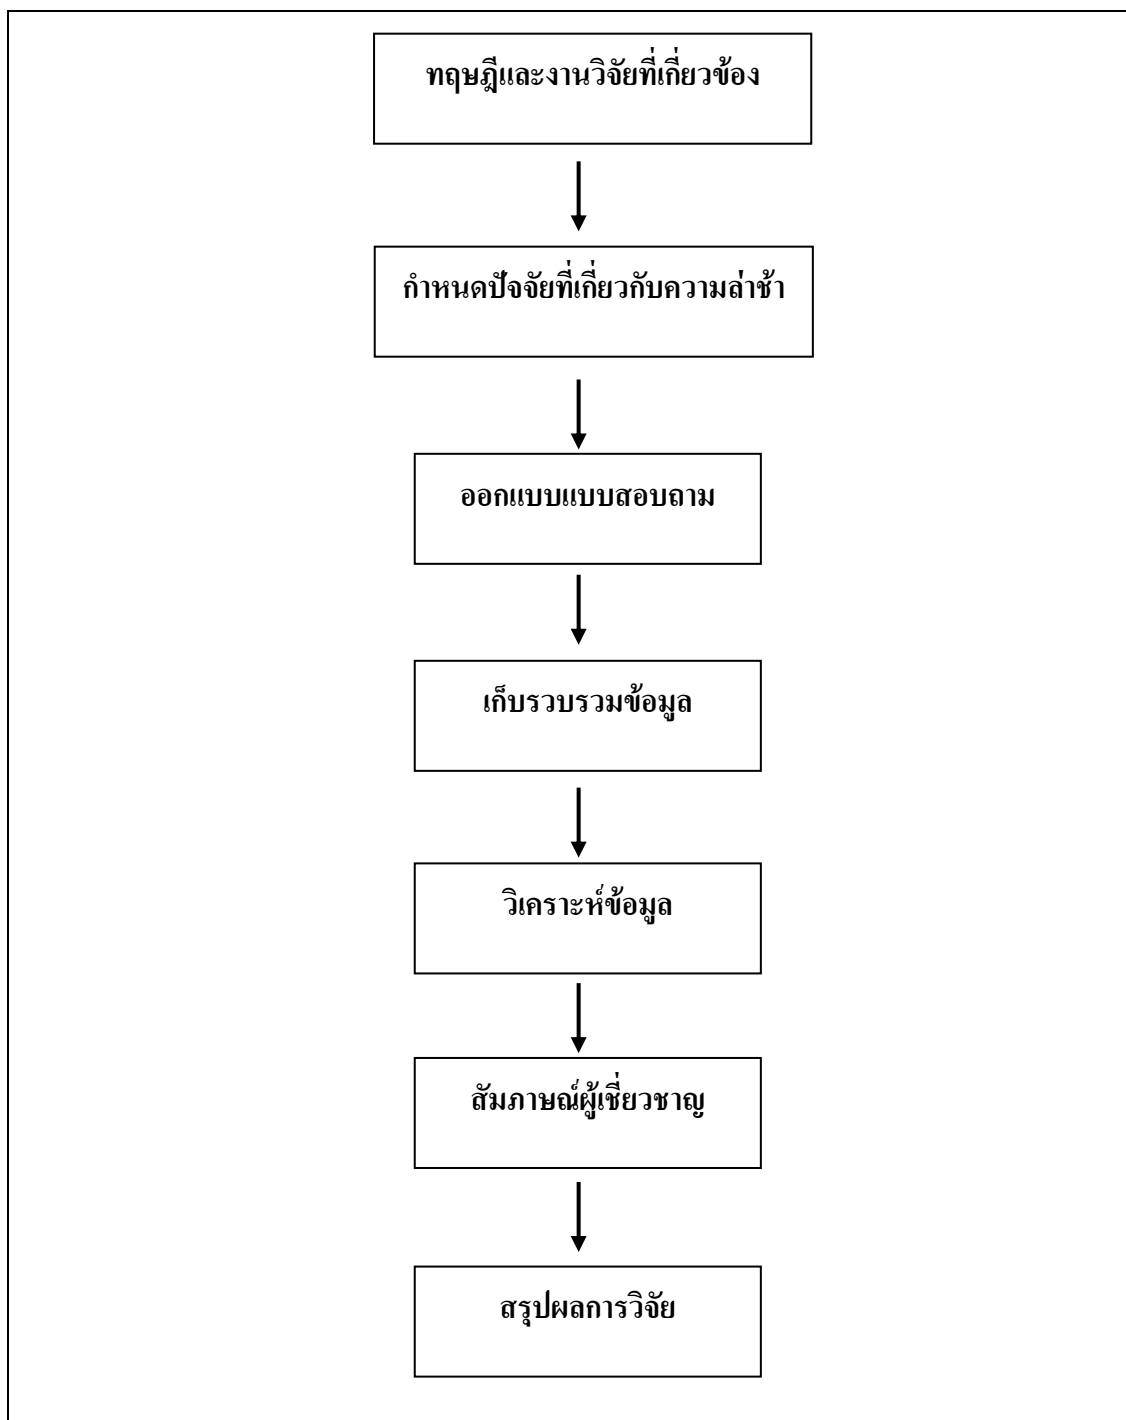 ทฤษฎีและงานวิจัยที่เกี่ยวข้อง
กำหนดปัจจัยที่เกี่ยวกับความล่าช้า
ออกแบบแบบสอบถาม
เก็บรวบรวมข้อมูล
วิเคราะห์ข้อมูล
สัมภาษณ์ผู้เชี่ยวชาญ
สรุปผลการวิจัย